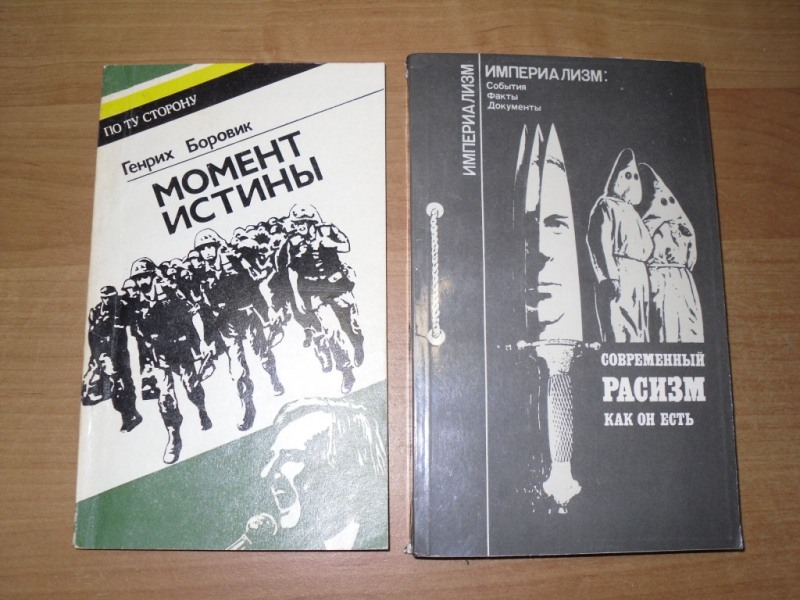 ПО ТУ СТОРОНУ
Генрих Боровик
МОМЕНТ
ИСТИНЫ
ИМПЕРИАЛИЗМ
ИМПЕРИАЛИЗМ:
События
Факты
Документы
СОВРЕМЕННЫЙ
РАСИЗМ
КАК ОН ЕСТЬ